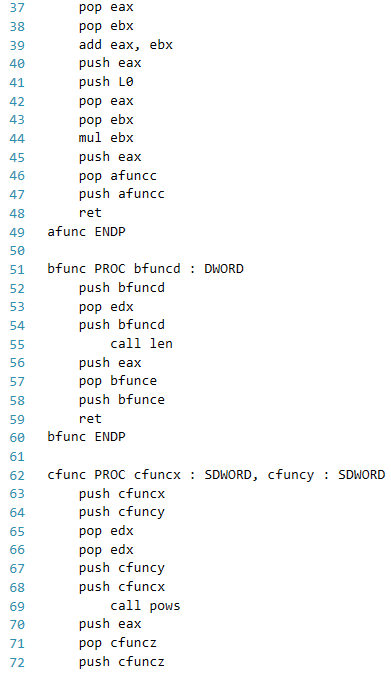 37 pop eax
38 pop ebx
39 add eax, ebx
40 push eax
41 push L0
42 pop eax
43 pop ebx
44 mul ebx
45 push eax
46 pop afuncc
47 push afuncc
48 ret
49 afunc ENDP
50
51 bfunc PROC bfuncd : DWORD
52 push bfuncd
53 pop edx
54 push bfuncd
55 call len
56 push eax
57 pop bfunce
58 push bfunce
59 ret
60 bfunc ENDP
61
62 cfunc PROC cfuncx : SDWORD, cfuncy : SDWORD
63 push cfuncx
64 push cfuncy
65 pop edx
66 pop edx
67 push cfuncy
68 push cfuncx
69 call pows
70 push eax
71 pop cfuncz
72 push cfuncz